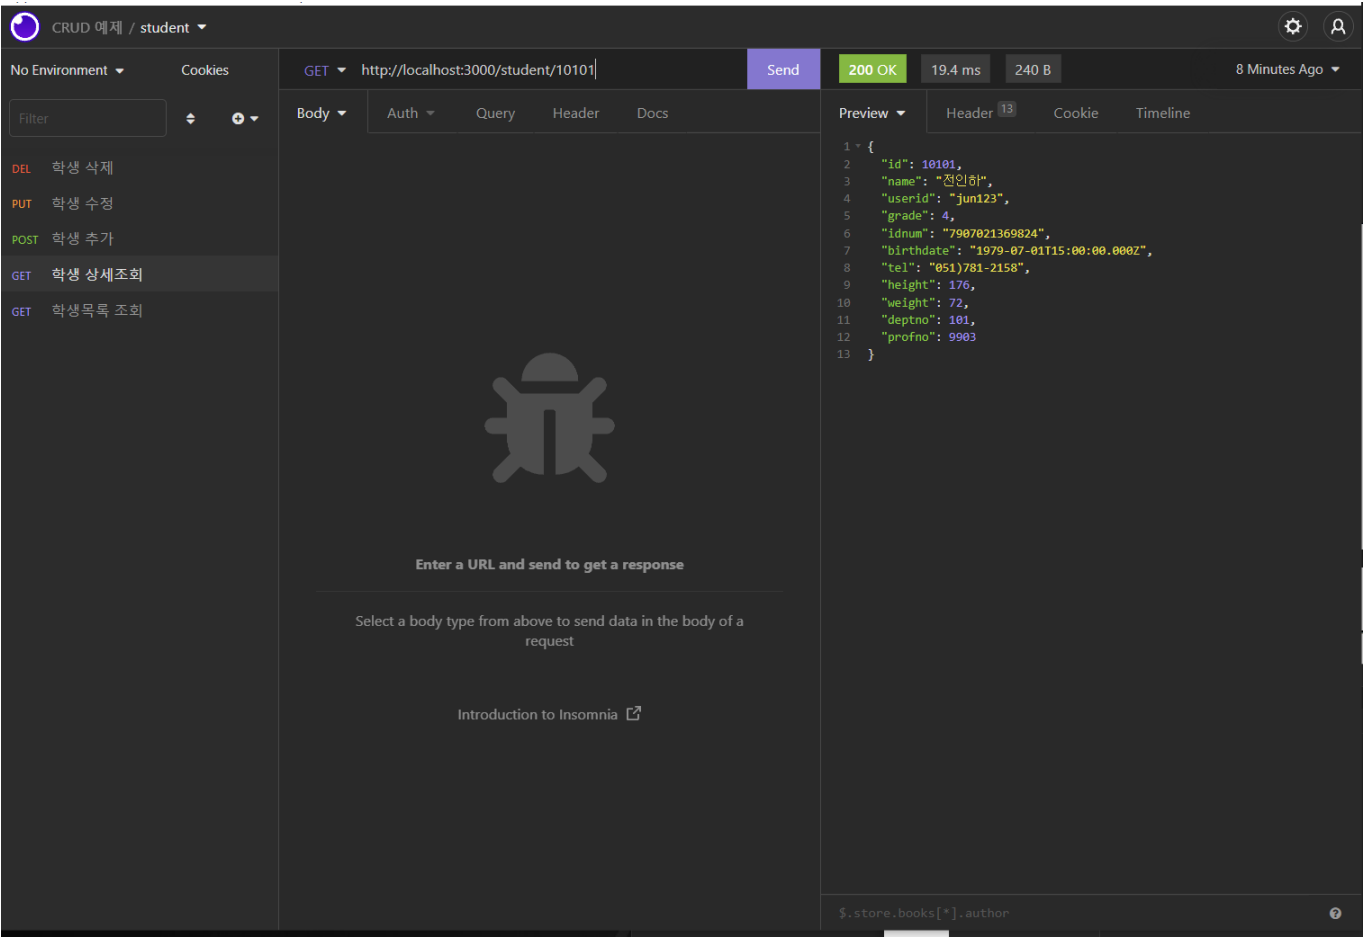 CRUD 예제 / student
No Environment Cookies
Filter
DEL 학생 삭제
PUT 학생 수정
POST 학생 추가
GET 학생 상세조회
GET 학생목록 조회
GET http://localhost:3000/student/10101 Send
Body Auth Query Header Docs
Enter a URL and send to get a response
Select a body type from above to send data in the body of a
request
Introduction to Insomnia
200 OK 19.4 ms 240 B 8 Minutes Ago
Preview Header 13 Cookie Timeline
1 {
2 "id": 10101,
3 "name": "전인하",
4 "userid": "jun123",
5 "grade": 4,
6 "idnum": "7907021369824",
7 "birthdate": "1979-07-01T15:00:00.000Z",
8 "tel": "051)781-2158",
9 "height": 176,
10 "weight": 72,
11 "deptno": 101,
12 "profno": 9903
13 }
$.store.books[*].author